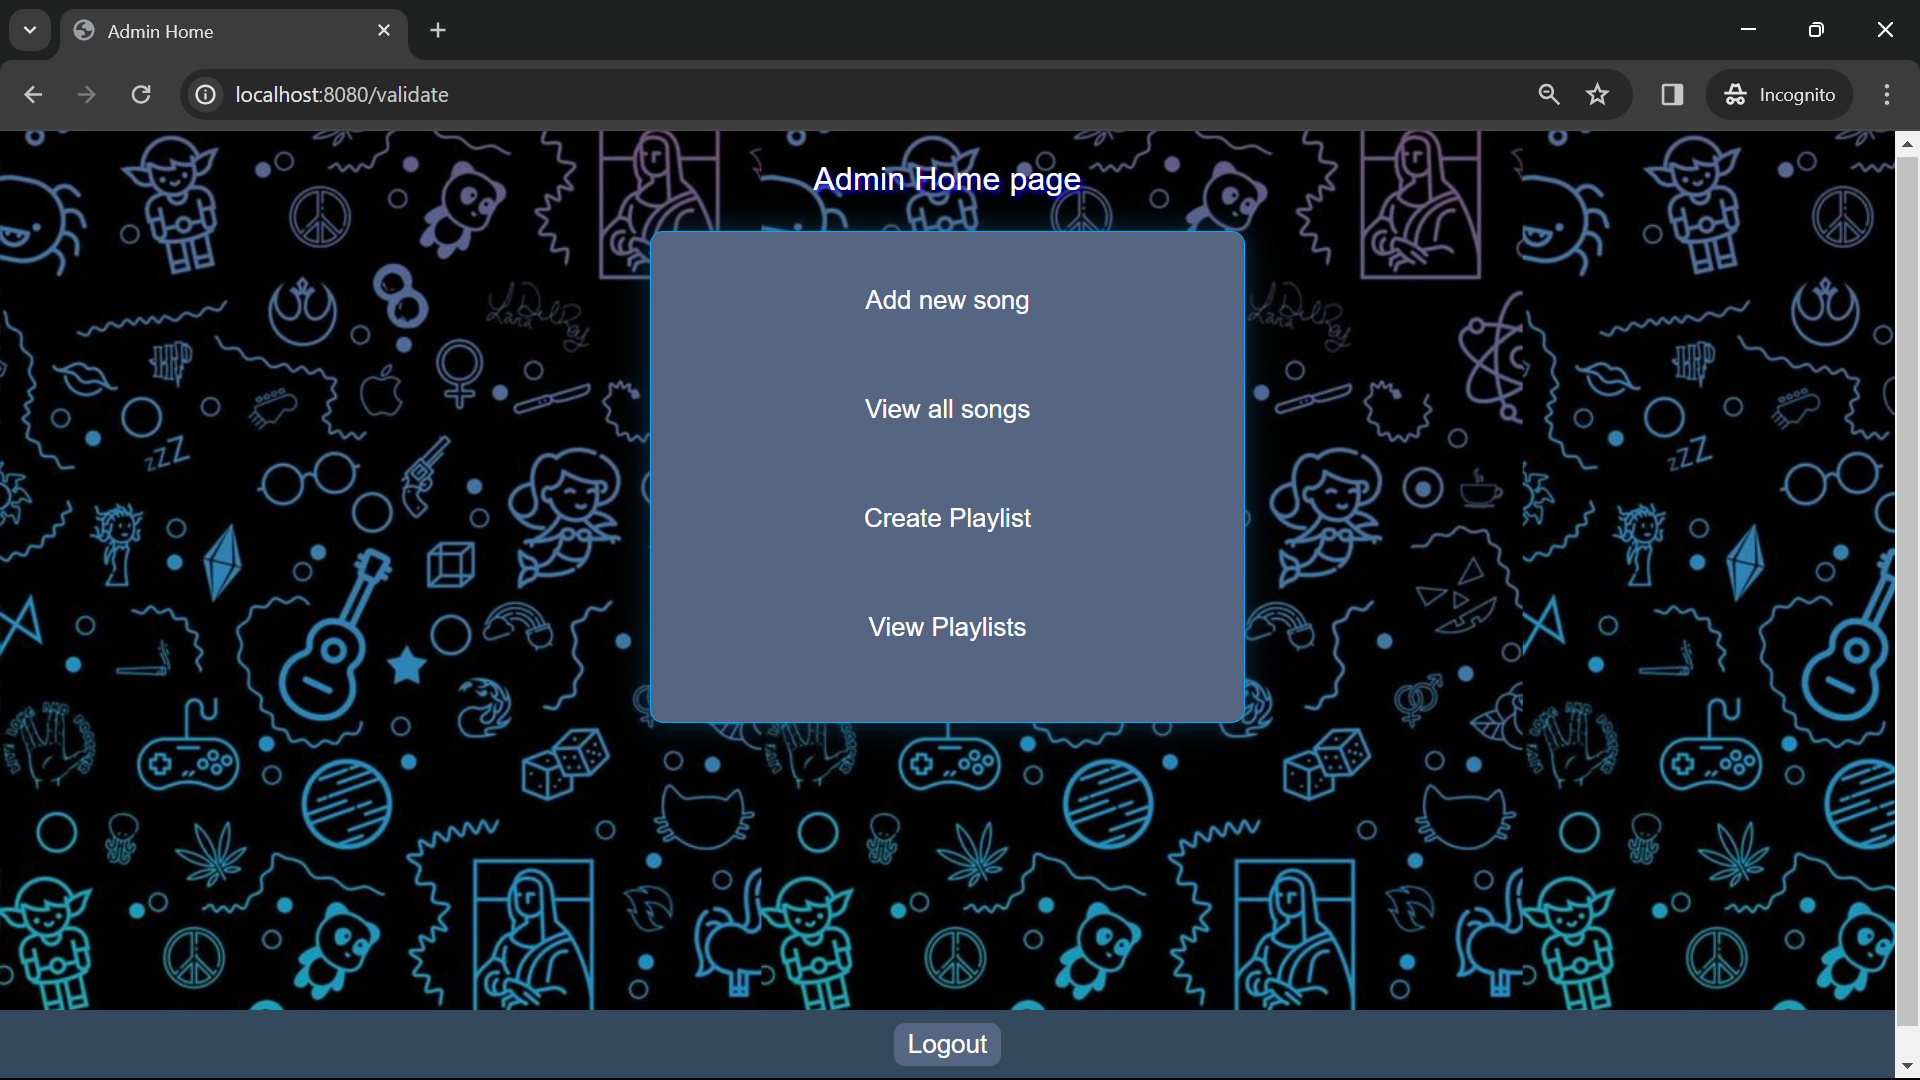 Admin Home
localhost:8080/validate
Incognito
Admin Home page
Add new song
View all songs
Create Playlist
View Playlists
Logout